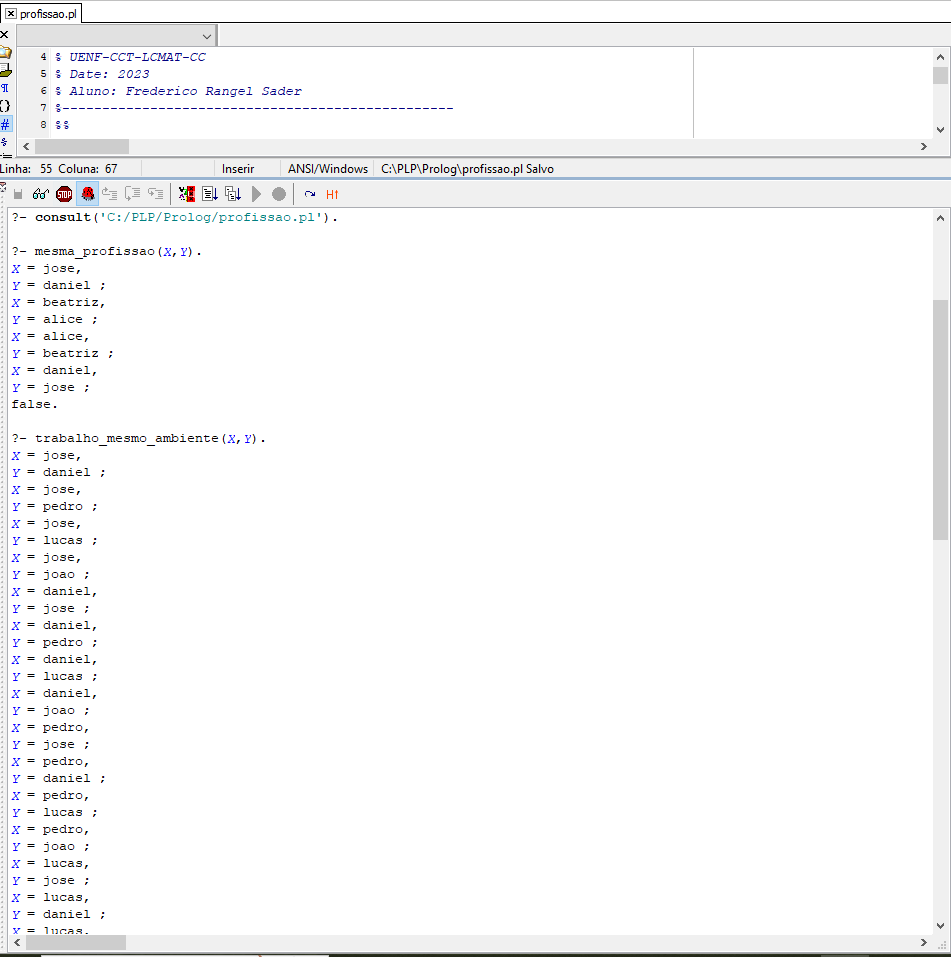 profissao.pl
4 % UENF-CCT-LCMAT-CC
5 % Date: 2023
6 % Aluno: Frederico Rangel Sader
7 %-------------------------------------------------
8 %%
Linha: 55 Coluna: 67 Inserir ANSI/Windows C:\PLP\Prolog\profissao.pl Salvo
STOP
?- consult('C:/PLP/Prolog/profissao.pl').
?- mesma_profissao(X,Y).
X = jose,
Y = daniel ;
X = beatriz,
Y = alice ;
X = alice,
Y = beatriz ;
X = daniel,
Y = jose ;
false.
?- trabalho_mesmo_ambiente(X,Y).
X = jose,
Y = daniel ;
X = jose,
Y = pedro ;
X = jose,
Y = lucas ;
X = jose,
Y = joao ;
X = daniel,
Y = jose ;
X = daniel,
Y = pedro ;
X = daniel,
Y = lucas ;
X = daniel,
Y = joao ;
X = pedro,
Y = jose ;
X = pedro,
Y = daniel ;
X = pedro,
Y = lucas ;
X = pedro,
Y = joao ;
X = lucas,
Y = jose ;
X = lucas,
Y = daniel ;
X = lucas,